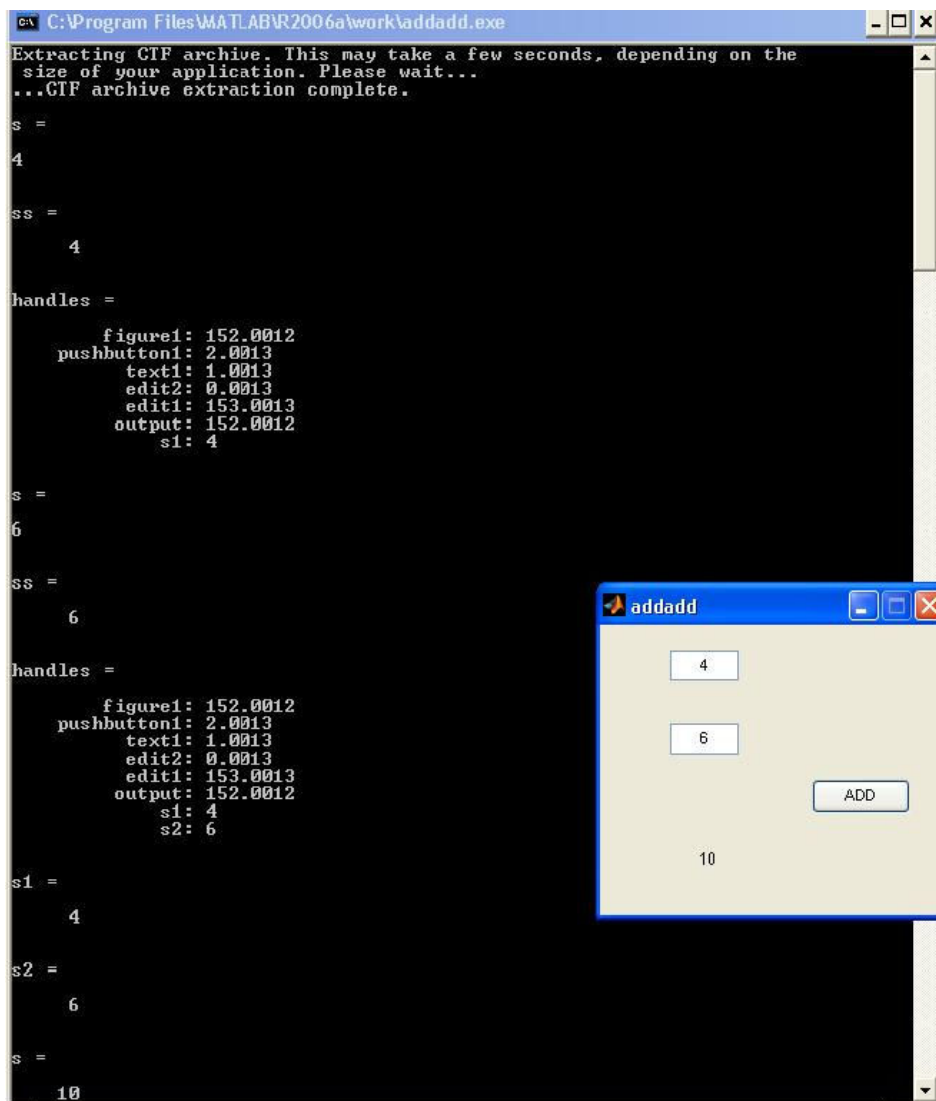 C:\Program Files\MATLAB\R2006a\work\addadd.exe
Extracting CTF archive. This may take a few seconds, depending on the
size of your application. Please wait...
...CTF archive extraction complete.
s =
4
ss =
4
handles =
figure1: 152.0012
pushbutton1: 2.0013
text1: 1.0013
edit2: 0.0013
edit1: 153.0013
output: 152.0012
s1: 4
s =
6
ss =
6
handles =
figure1: 152.0012
pushbutton1: 2.0013
text1: 1.0013
edit2: 0.0013
edit1: 153.0013
output: 152.0012
s1: 4
s2: 6
s1 =
4
s2 =
6
s =
10
addadd
4
6
ADD
10